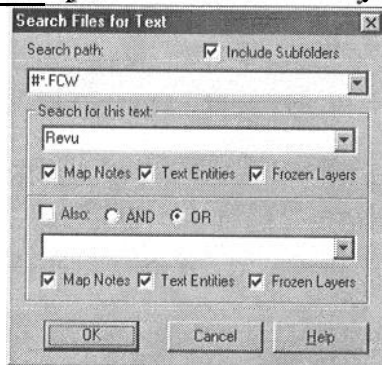 Search Files for Text
Search path: Include Subfolders
#*.FCW
Search for this text:
Revu
Map Notes Text Entities Frozen Layers
Also: AND OR
Map Notes Text Entities Frozen Layers
OK Cancel Help